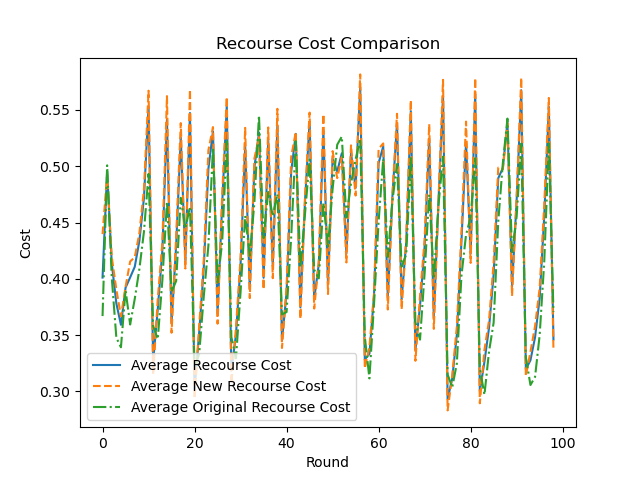 Recourse Cost Comparison
Cost
0.55
0.50
0.45
0.40
0.35
0.30
Average Recourse Cost
Average New Recourse Cost
Average Original Recourse Cost
0 20 40 60 80 100
Round